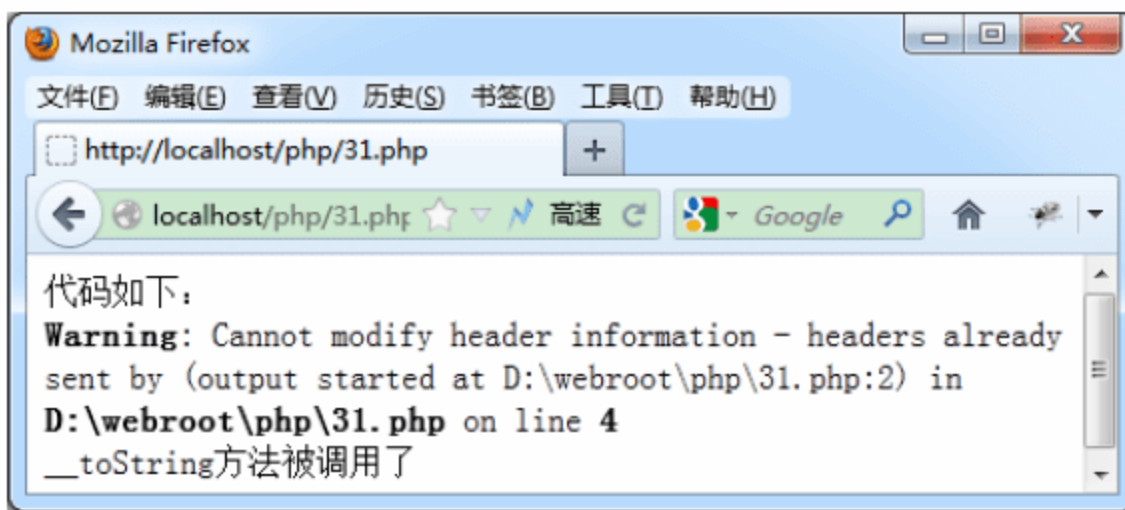 Mozilla Firefox
文件(F) 编辑(E) 查看(V) 历史(S) 书签(B) 工具(T) 帮助(H)
http://localhost/php/31.php
localhost/php/31.php 高速 Google
代码如下：
Warning: Cannot modify header information - headers already
sent by (output started at D:\webroot\php\31.php:2) in
D:\webroot\php\31.php on line 4
__toString方法被调用了